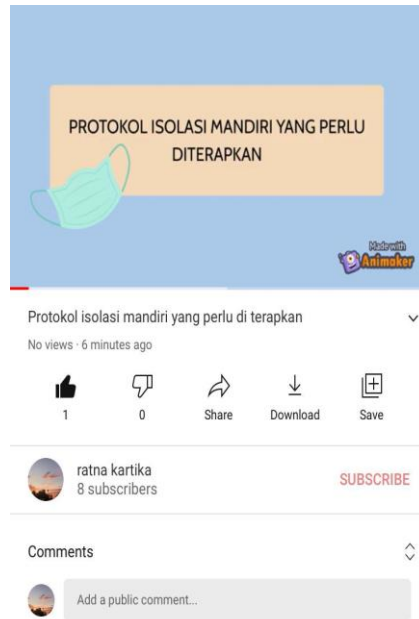 PROTOKOL ISOLASI MANDIRI YANG PERLU
DITERAPKAN
Made with
Animaker
Protokol isolasi mandiri yang perlu di terapkan
No views · 6 minutes ago
1
0
Share
Download
Save
ratna kartika
8 subscribers
SUBSCRIBE
Comments
Add a public comment...